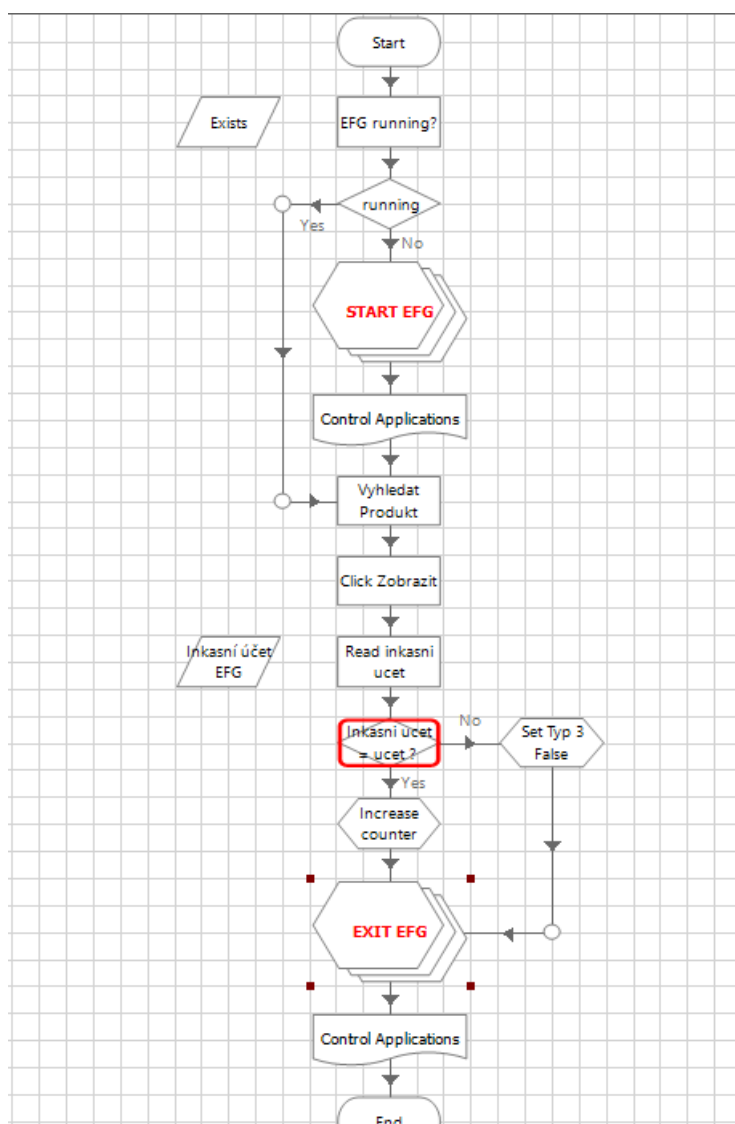 Start
Exists
EFG running?
running
Yes
No
START EFG
Control Applications
Vyhledat
Produkt
Click Zobrazit
Inkasní účet
EFG
Read inkasni
ucet
Inkasni ucet
= ucet ?
No
Set Typ 3
False
Yes
Increase
counter
EXIT EFG
Control Applications
End